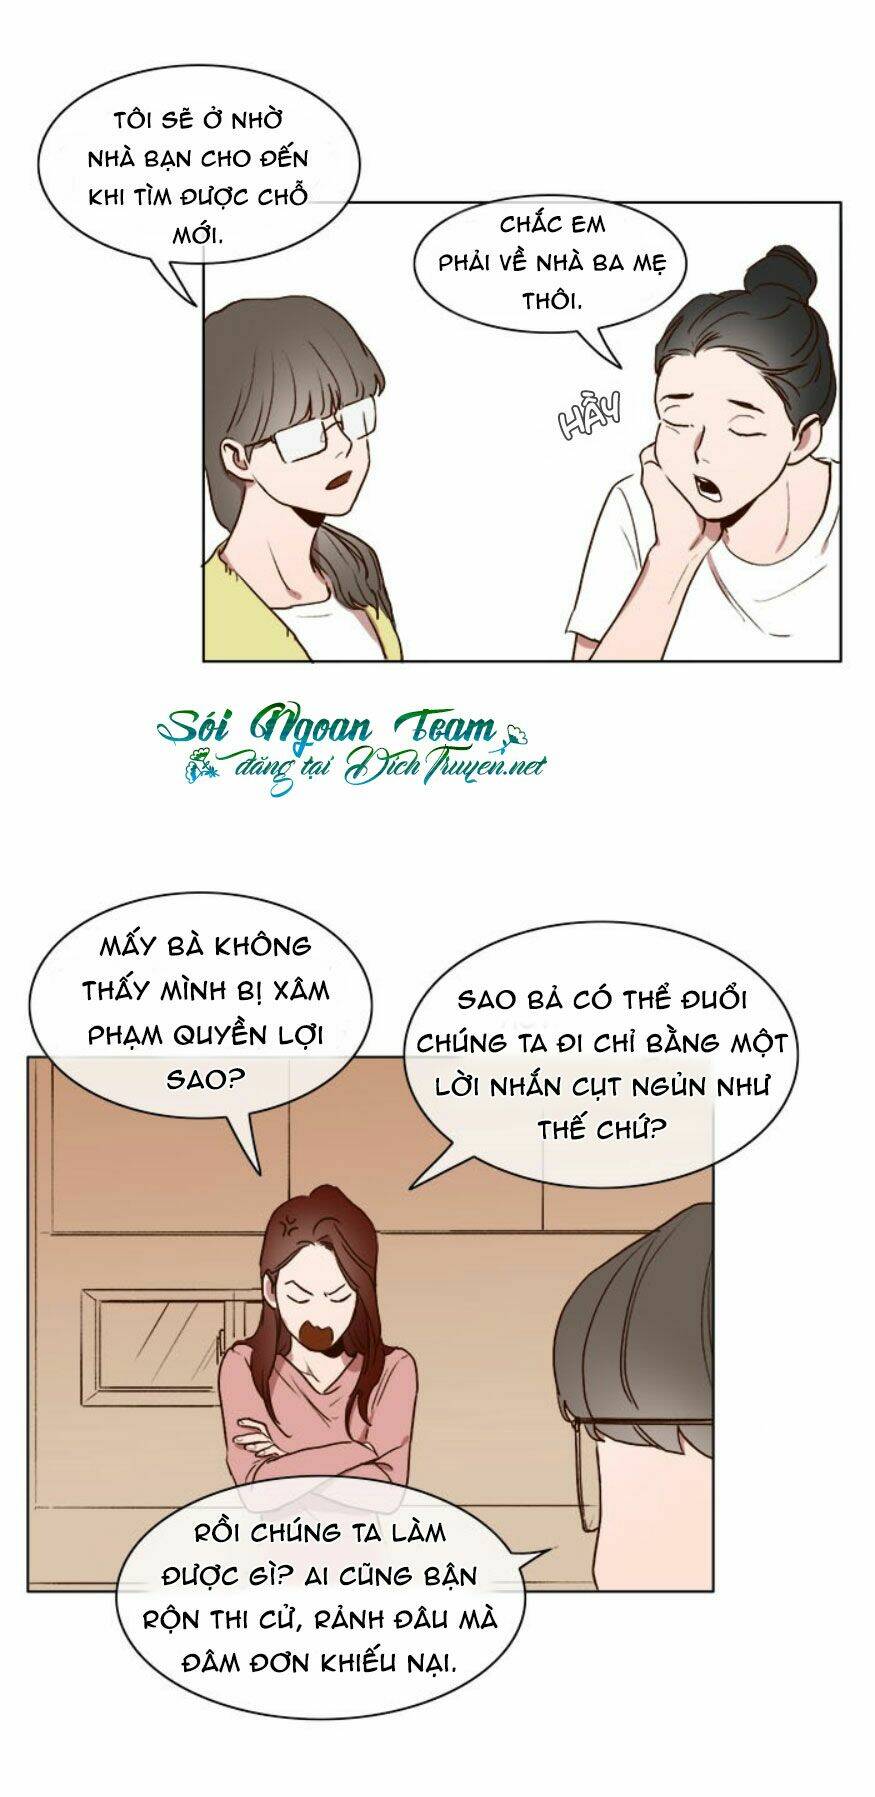 TÔI SẼ Ở NHỜ
NHÀ BẠN CHO ĐẾN
KHI TÌM ĐƯỢC CHỖ
MỚI.
CHẮC EM
PHẢI VỀ NHÀ BA MẸ
THÔI.
HẦY
Sói Ngoan Team
đăng tại DichTruyen.net
MẤY BÀ KHÔNG
THẤY MÌNH BỊ XÂM
PHẠM QUYỀN LỢI
SAO?
SAO BẢ CÓ THỂ ĐUỔI
CHÚNG TA ĐI CHỈ BẰNG MỘT
LỜI NHẮN CỤT NGỦN NHƯ
THẾ CHỨ?
RỒI CHÚNG TA LÀM
ĐƯỢC GÌ? AI CŨNG BẬN
RỘN THI CỬ, RẢNH ĐÂU MÀ
ĐÂM ĐƠN KHIẾU NẠI.